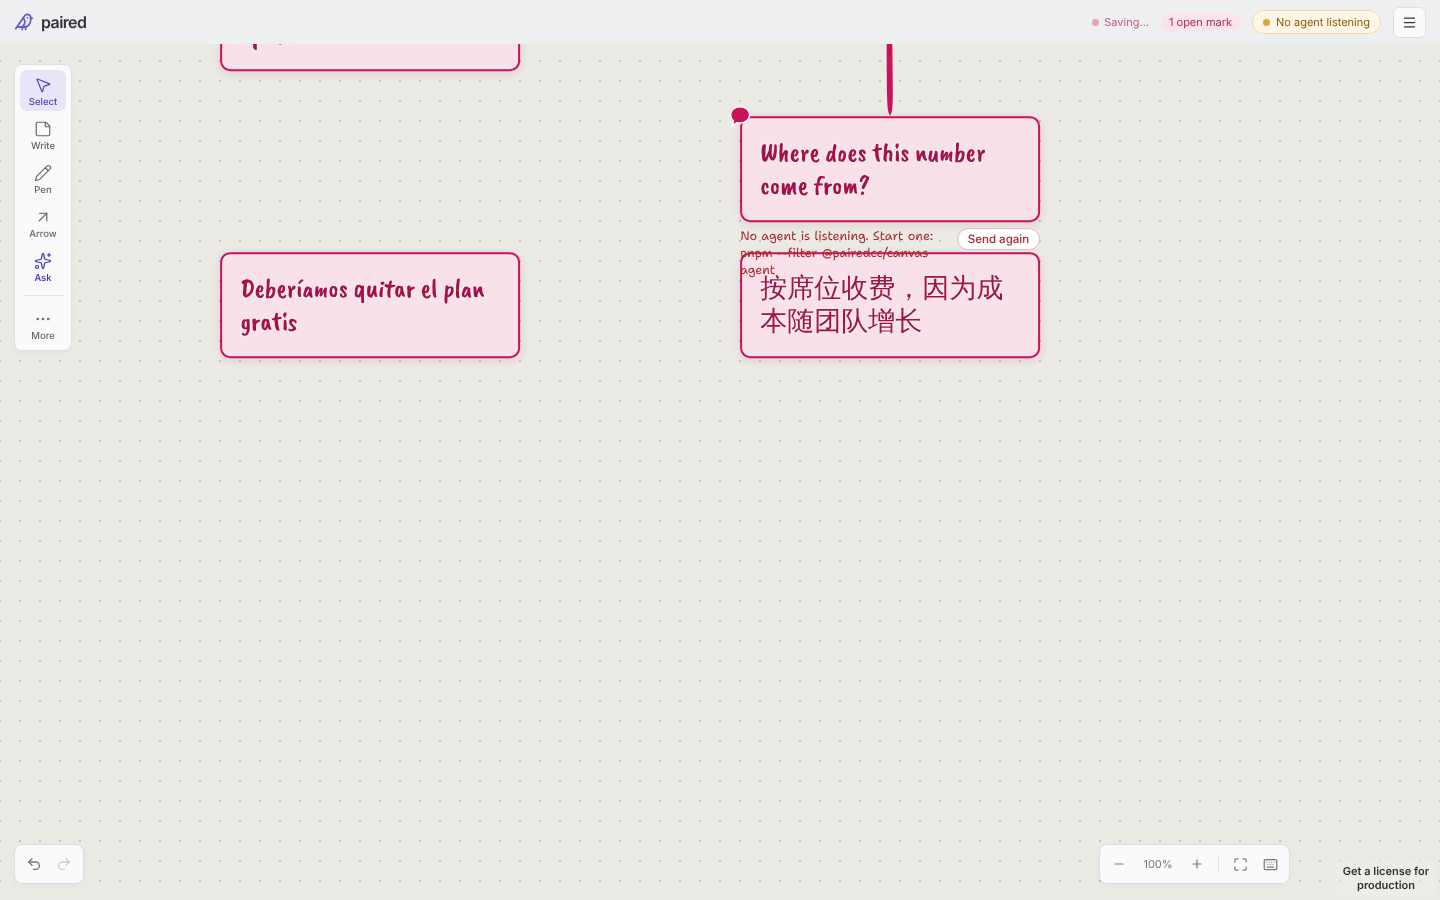 paired
Saving...
1 open mark
No agent listening
Select
Write
Pen
Arrow
Ask
More
Where does this number
come from?
No agent is listening. Start one:
pnpm --filter @pairedcc/canvas
agent
Send again
Deberíamos quitar el plan
gratis
按席位收费，因为成
本随团队增长
100%
Get a license for
production